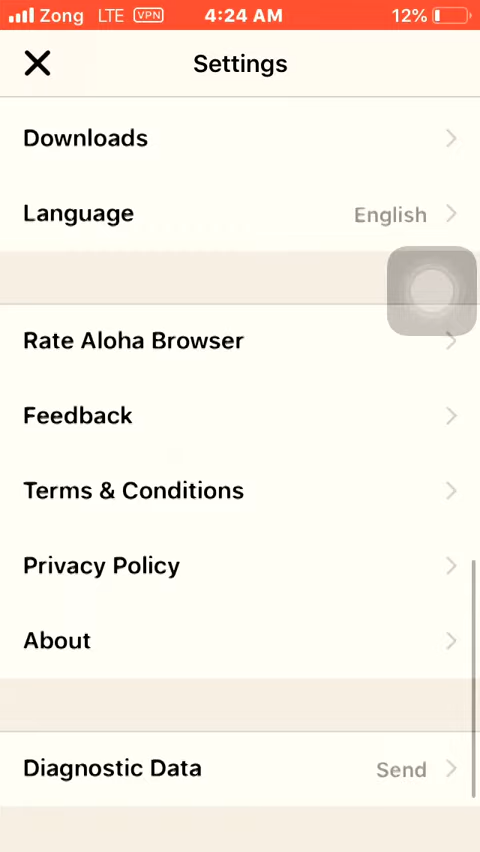 Zong LTE VPN 4:24 AM 12%
Settings
Downloads
Language English
Rate Aloha Browser
Feedback
Terms & Conditions
Privacy Policy
About
Diagnostic Data Send